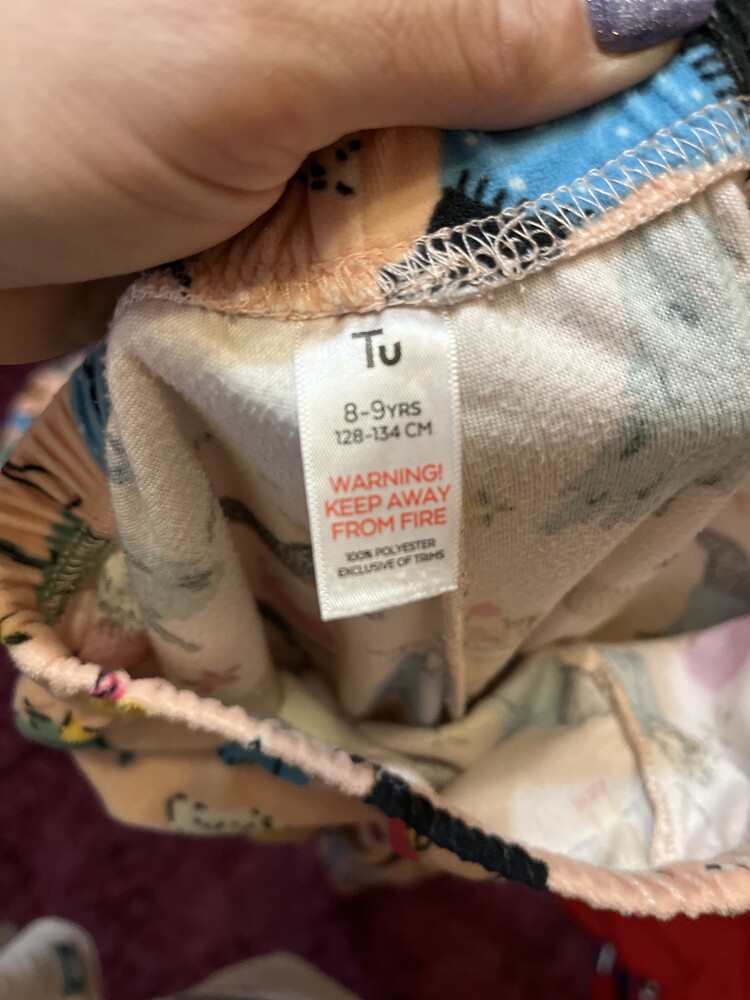 Tu
8-9YRS
128-134 CM
WARNING!
KEEP AWAY
FROM FIRE
100% POLYESTER
EXCLUSIVE OF TRIMS